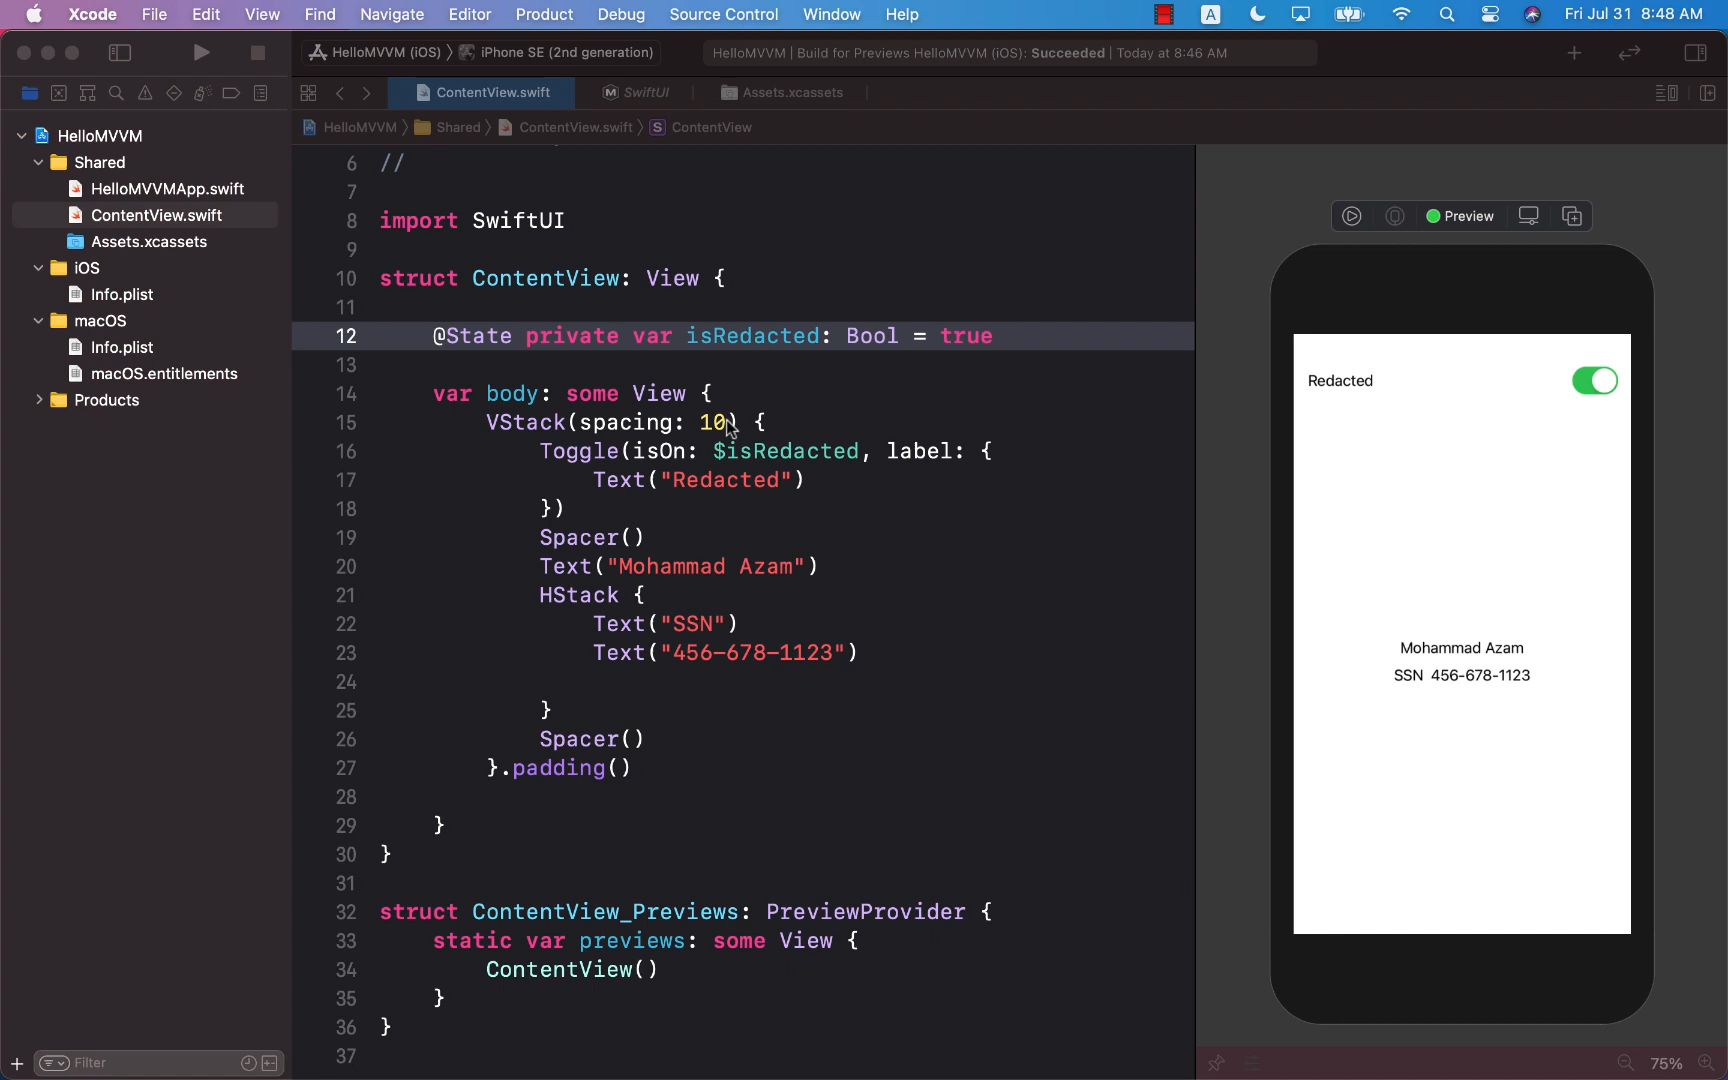 Xcode File Edit View Find Navigate Editor Product Debug Source Control Window Help A Fri Jul 31 8:48 AM
HelloMVVM (iOS) 〉 iPhone SE (2nd generation) HelloMVVM | Build for Previews HelloMVVM (iOS): Succeeded | Today at 8:46 AM
ContentView.swift M SwiftUI Assets.xcassets
HelloMVVM 〉 Shared 〉 ContentView.swift 〉 S ContentView
HelloMVVM
Shared
HelloMVVMApp.swift
ContentView.swift
Assets.xcassets
iOS
Info.plist
macOS
Info.plist
macOS.entitlements
Products
Filter
6 //
7
8 import SwiftUI
9
10 struct ContentView: View {
11
12 @State private var isRedacted: Bool = true
13
14 var body: some View {
15 VStack(spacing: 10) {
16 Toggle(isOn: $isRedacted, label: {
17 Text("Redacted")
18 })
19 Spacer()
20 Text("Mohammad Azam")
21 HStack {
22 Text("SSN")
23 Text("456-678-1123")
24
25 }
26 Spacer()
27 }.padding()
28
29 }
30 }
31
32 struct ContentView_Previews: PreviewProvider {
33 static var previews: some View {
34 ContentView()
35 }
36 }
37
Preview
Redacted
Mohammad Azam
SSN 456-678-1123
75%